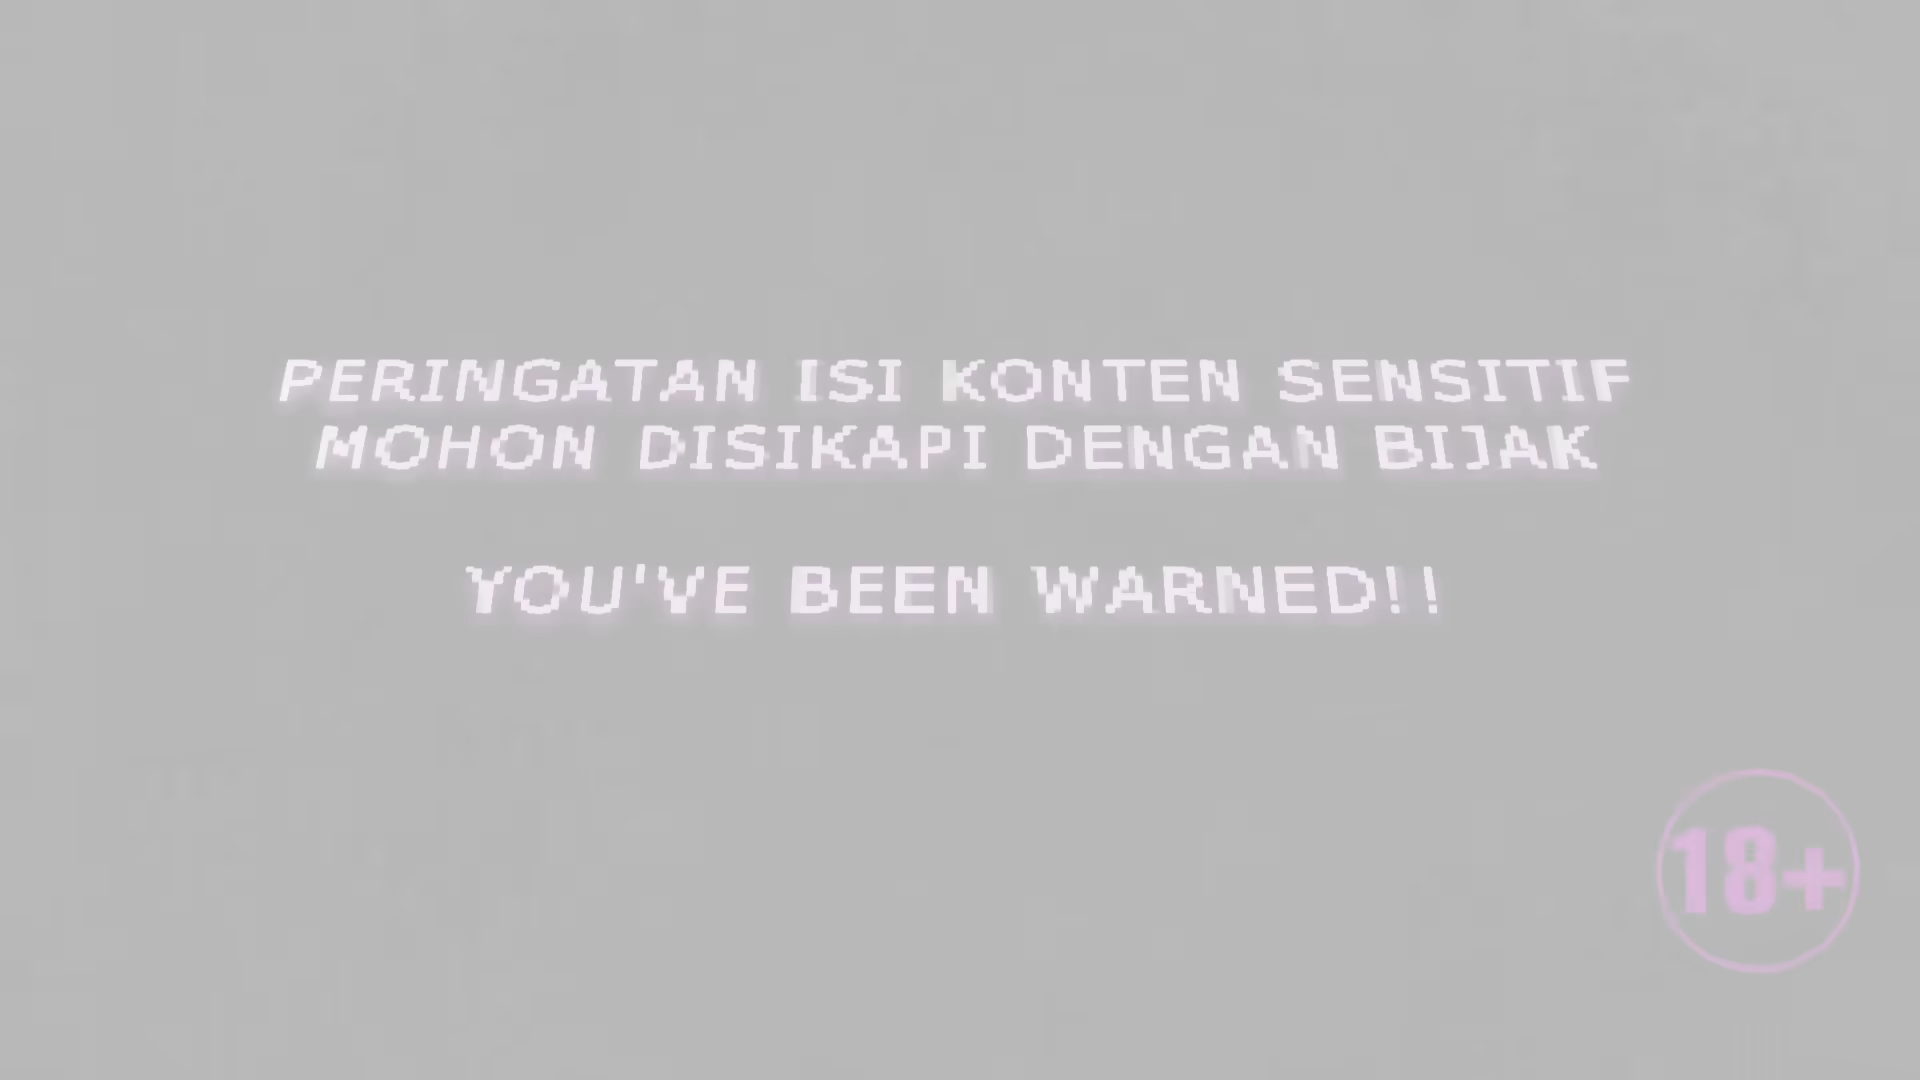 PERINGATAN ISI KONTEN SENSITIF
MOHON DISIKAPI DENGAN BIJAK
YOU'VE BEEN WARNED!!
18+